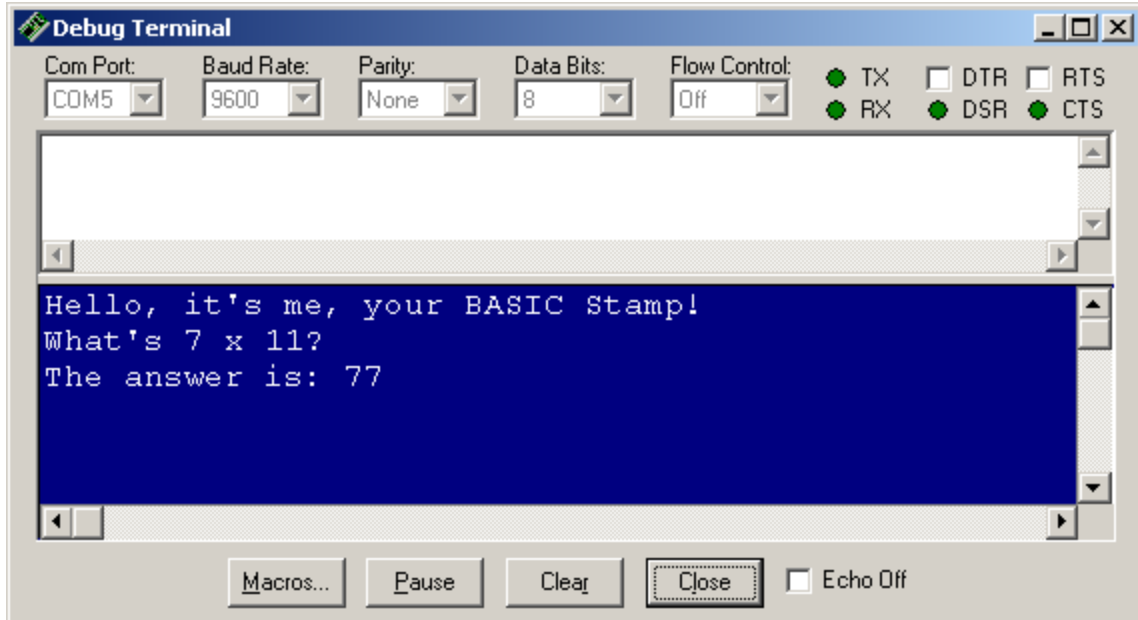 Debug Terminal
Com Port: Baud Rate: Parity: Data Bits: Flow Control:
COM5 9600 None 8 Off
TX DTR RTS
RX DSR CTS
Hello, it's me, your BASIC Stamp!
What's 7 x 11?
The answer is: 77
Macros... Pause Clear Close Echo Off